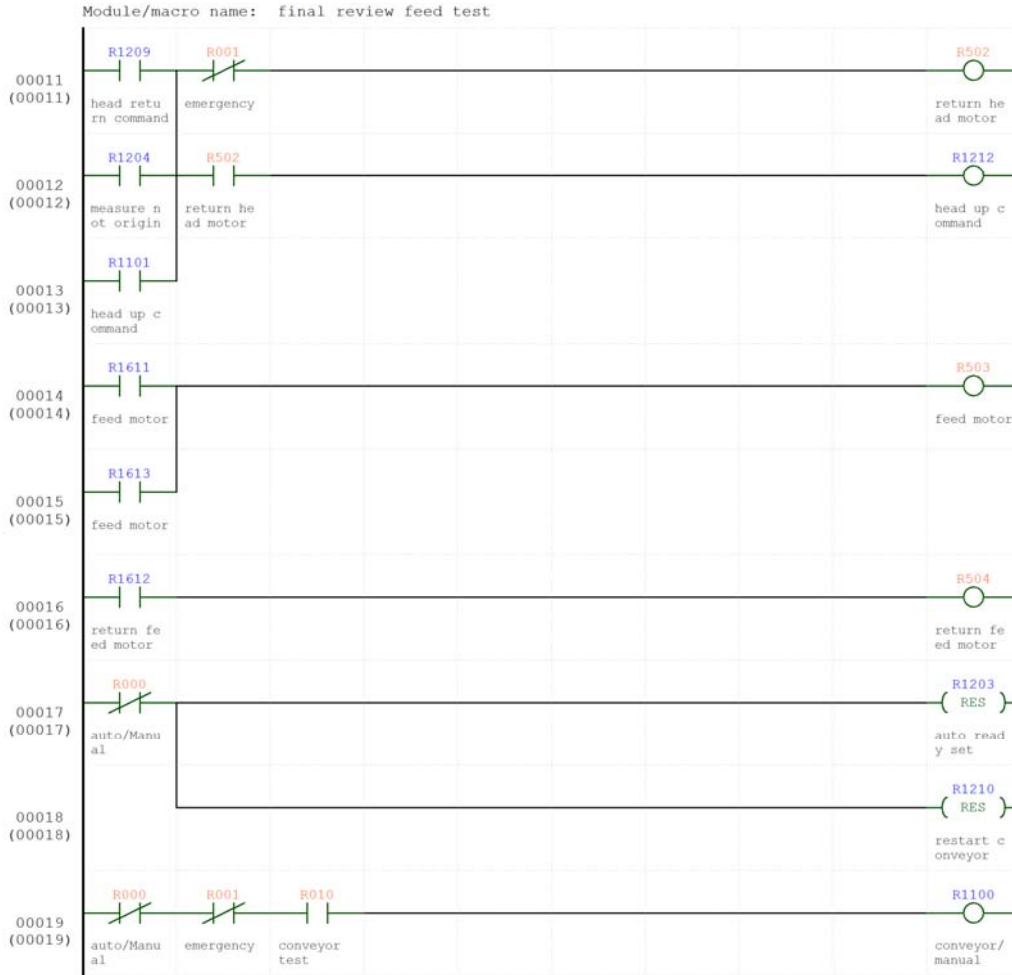 Module/macro name: final review feed test
R1209 R001 R502
00011
(00011)
head retu emergency return he
rn command ad motor
R1204 R502 R1212
00012
(00012)
measure n return he head up c
ot origin ad motor ommand
R1101
00013
(00013)
head up c
ommand
R1611 R503
00014
(00014)
feed motor feed motor
R1613
00015
(00015)
feed motor
R1612 R504
00016
(00016)
return fe return fe
ed motor ed motor
R000 R1203
00017 RES
(00017)
auto/Manu auto read
al y set
R1210
00018 RES
(00018)
restart c
onveyor
R000 R001 R010 R1100
00019
(00019)
auto/Manu emergency conveyor conveyor/
al test manual